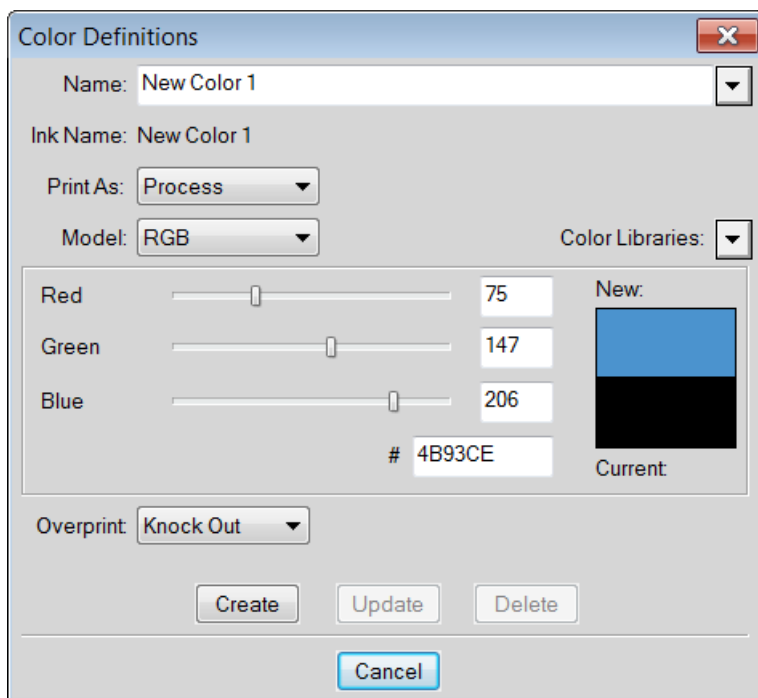 Color Definitions
Name: New Color 1
Ink Name: New Color 1
Print As: Process
Model: RGB Color Libraries:
Red 75 New:
Green 147
Blue 206
# 4B93CE
Current:
Overprint: Knock Out
Create Update Delete
Cancel